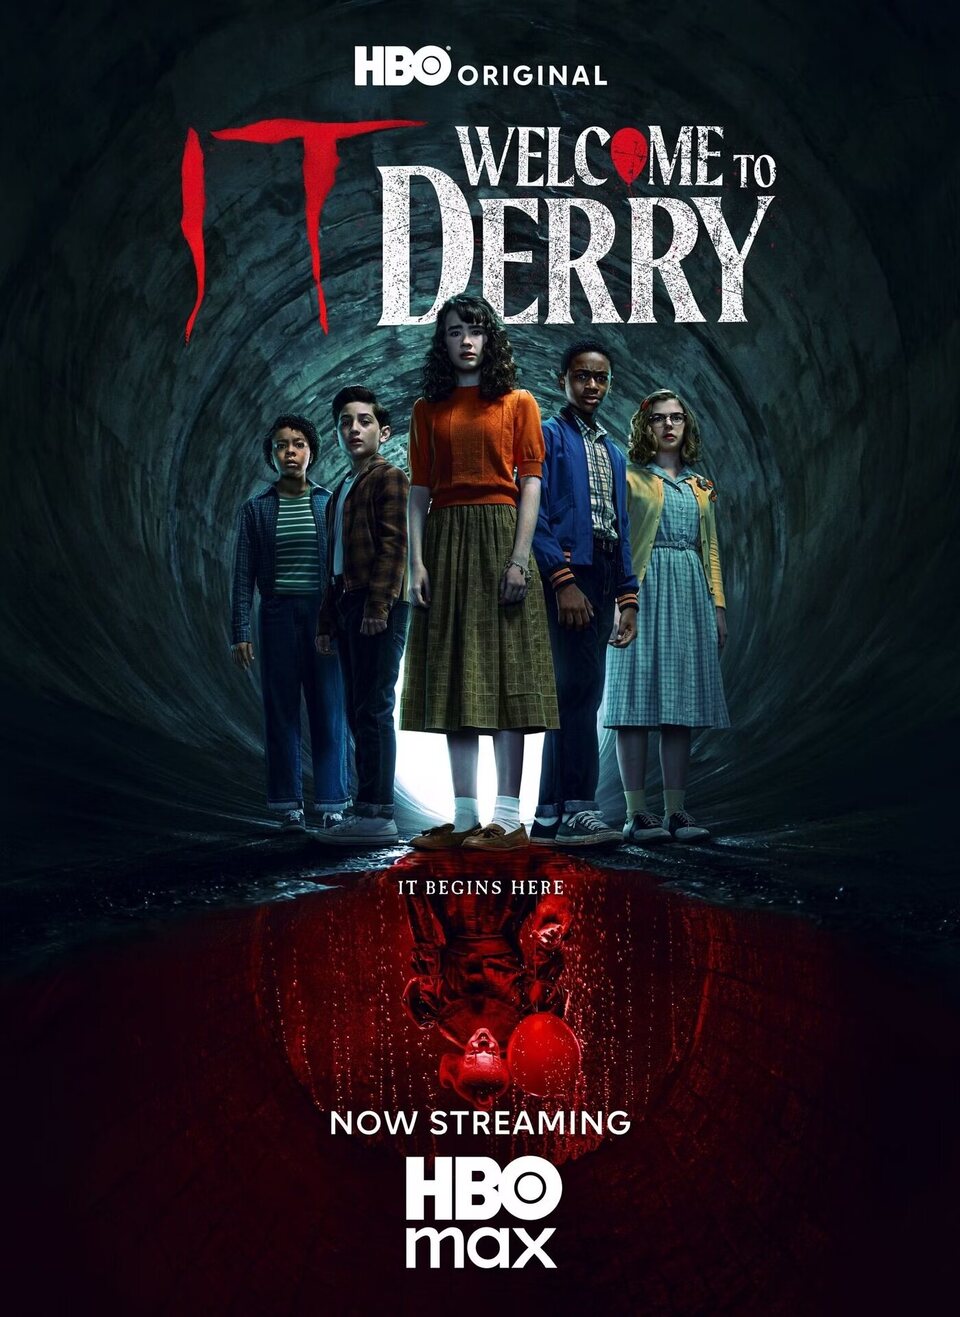 HBO ORIGINAL
IT WELCOME TO
DERRY
IT BEGINS HERE
NOW STREAMING
HBO
max